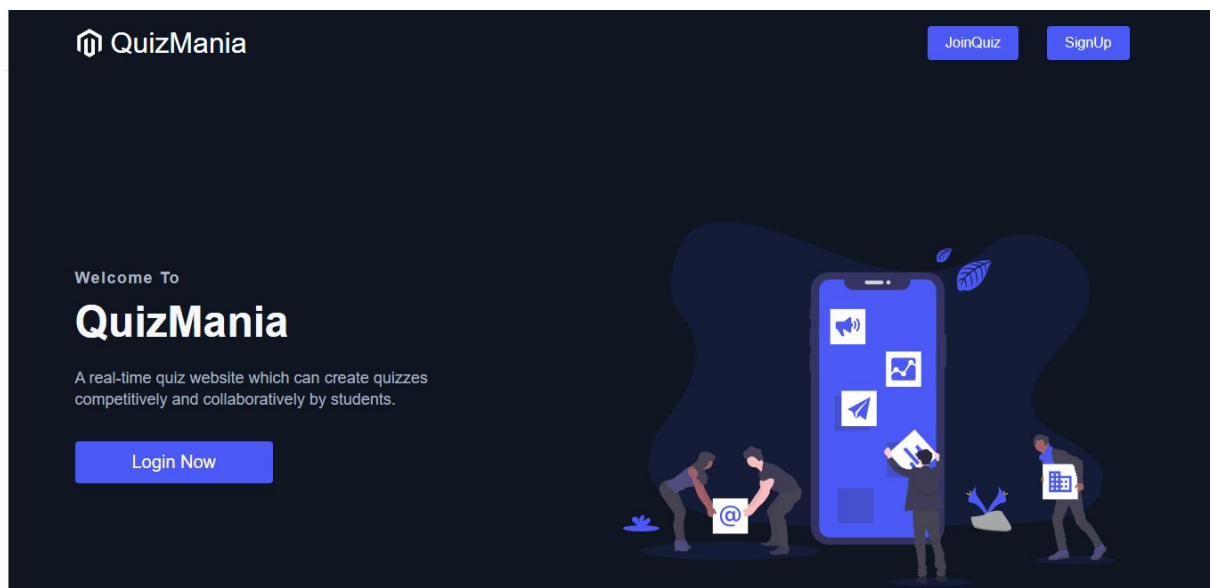 QuizMania
JoinQuiz
SignUp
Welcome To
QuizMania
A real-time quiz website which can create quizzes
competitively and collaboratively by students.
Login Now
@